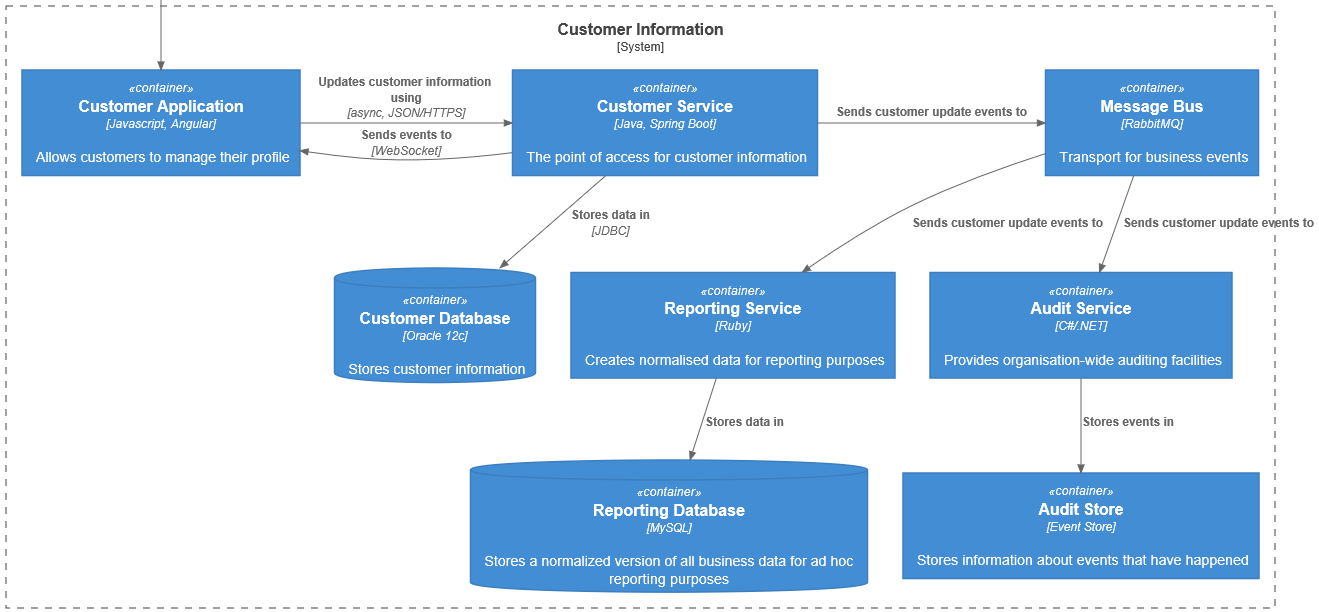 Customer Information
[System]
«container»
Customer Application
[Javascript, Angular]
Allows customers to manage their profile
Updates customer information
using
[async, JSON/HTTPS]
Sends events to
[WebSocket]
«container»
Customer Service
[Java, Spring Boot]
The point of access for customer information
Sends customer update events to
«container»
Message Bus
[RabbitMQ]
Transport for business events
Stores data in
[JDBC]
Sends customer update events to
Sends customer update events to
«container»
Customer Database
[Oracle 12c]
Stores customer information
«container»
Reporting Service
[Ruby]
Creates normalised data for reporting purposes
«container»
Audit Service
[C#/.NET]
Provides organisation-wide auditing facilities
Stores data in
Stores events in
«container»
Reporting Database
[MySQL]
Stores a normalized version of all business data for ad hoc
reporting purposes
«container»
Audit Store
[Event Store]
Stores information about events that have happened